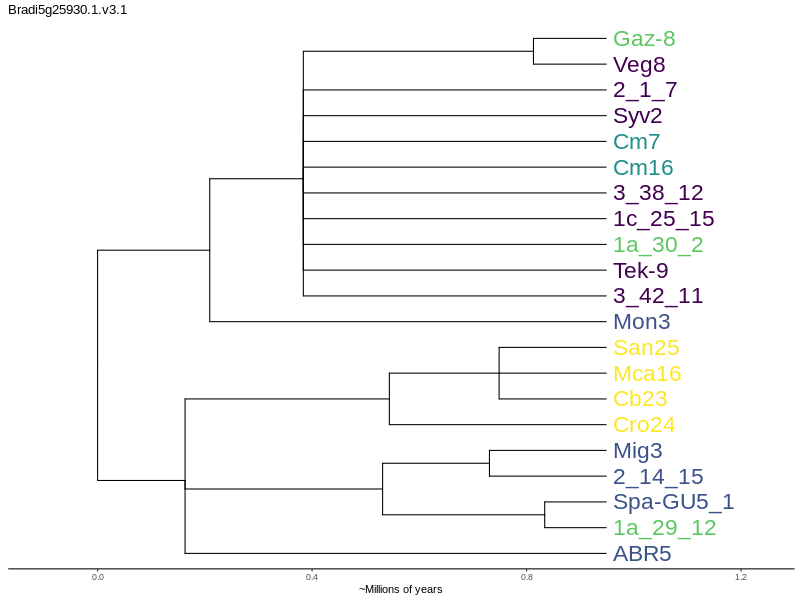 Bradi5g25930.1.v3.1
Gaz-8
Veg8
2_1_7
Syv2
Cm7
Cm16
3_38_12
1c_25_15
1a_30_2
Tek-9
3_42_11
Mon3
San25
Mca16
Cb23
Cro24
Mig3
2_14_15
Spa-GU5_1
1a_29_12
ABR5
0.0 0.4 0.8 1.2
~Millions of years